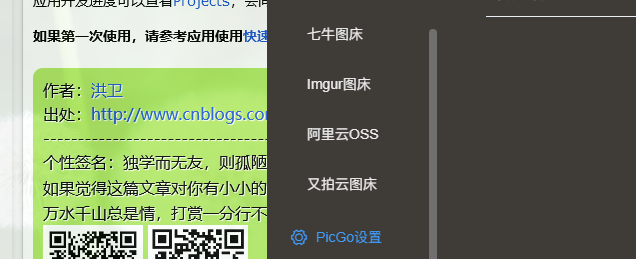 应用开发进度可以查看Projects，会同
如果第一次使用，请参考应用使用快速
作者：洪卫
出处：http://www.cnblogs.co
个性签名：独学而无友，则孤陋
如果觉得这篇文章对你有小小的
万水千山总是情，打赏一分行不
七牛图床
Imgur图床
阿里云OSS
又拍云图床
PicGo设置